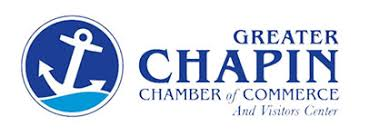 GREATER
CHAPIN
CHAMBER of COMMERCE
And Visitors Center